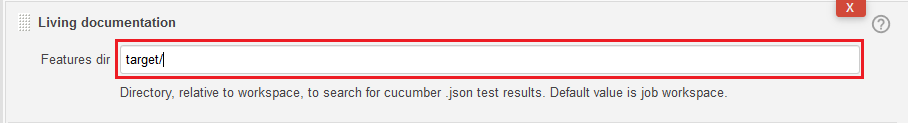 X
Living documentation
?
Features dir target/
Directory, relative to workspace, to search for cucumber .json test results. Default value is job workspace.